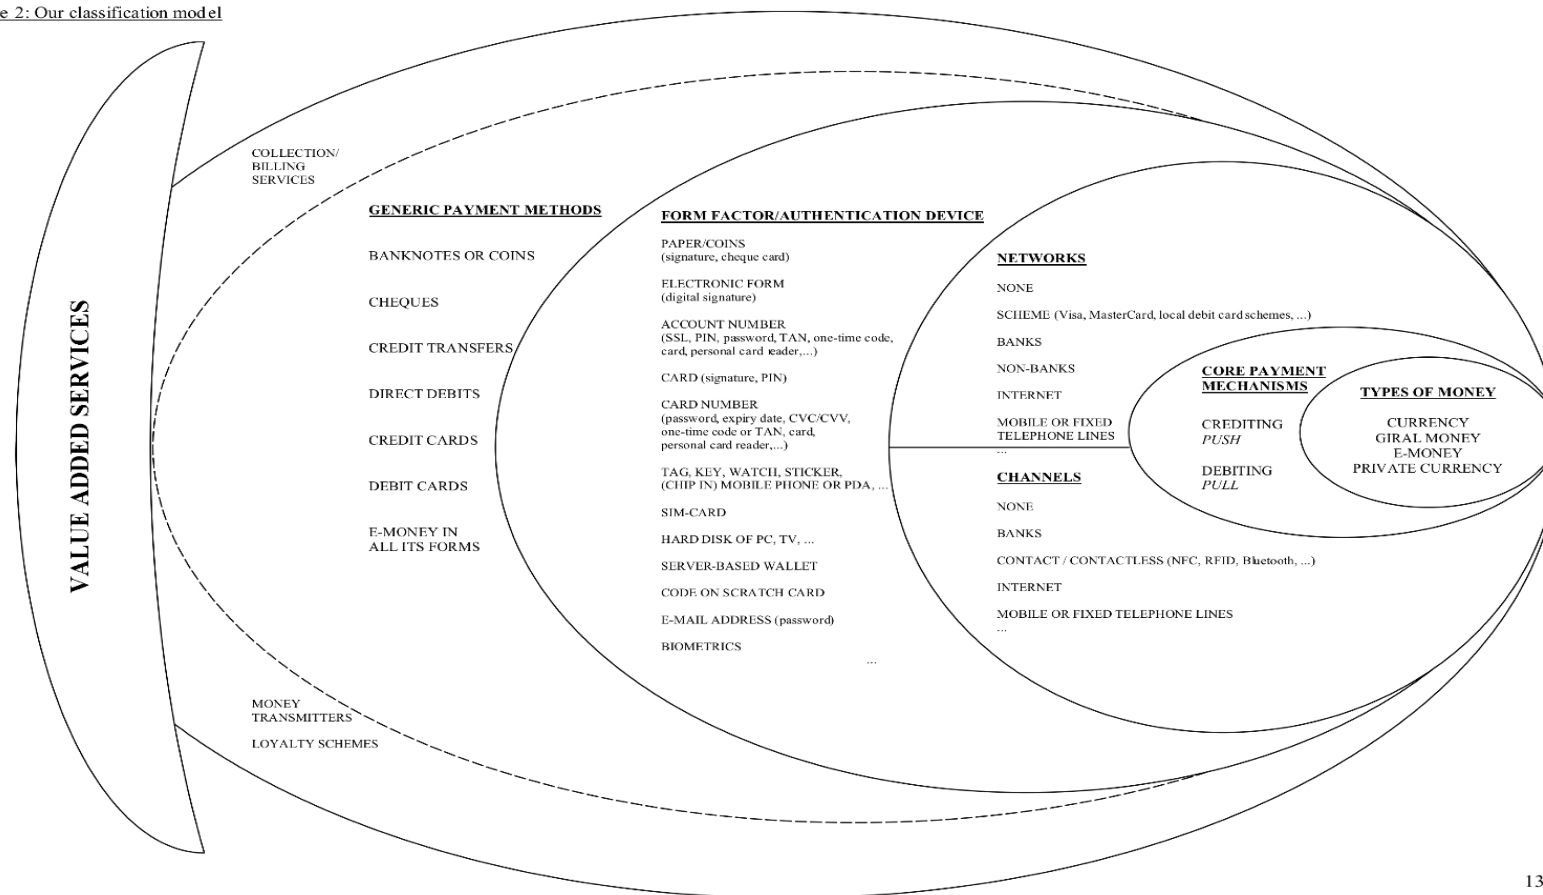 e 2: Our classification model
COLLECTION/
BILLING
SERVICES
VALUE ADDED SERVICES
GENERIC PAYMENT METHODS
BANKNOTES OR COINS
CHEQUES
CREDIT TRANSFERS
DIRECT DEBITS
CREDIT CARDS
DEBIT CARDS
E-MONEY IN
ALL ITS FORMS
MONEY
TRANSMITTERS
LOYALTY SCHEMES
FORM FACTOR/AUTHENTICATION DEVICE
PAPER/COINS
(signature, cheque card)
ELECTRONIC FORM
(digital signature)
ACCOUNT NUMBER
(SSL, PIN, password, TAN, one-time code,
card, personal card reader,...)
CARD (signature, PIN)
CARD NUMBER
(password, expiry date, CVC/CVV,
one-time code or TAN, card,
personal card reader,...)
TAG, KEY, WATCH, STICKER,
(CHIP IN) MOBILE PHONE OR PDA, ...
SIM-CARD
HARD DISK OF PC, TV, ...
SERVER-BASED WALLET
CODE ON SCRATCH CARD
E-MAIL ADDRESS (password)
BIOMETRICS
...
NETWORKS
NONE
SCHEME (Visa, MasterCard, local debit card schemes, ...)
BANKS
NON-BANKS
INTERNET
MOBILE OR FIXED
TELEPHONE LINES
...
CHANNELS
NONE
BANKS
CONTACT / CONTACTLESS (NFC, RFID, Bluetooth, ...)
INTERNET
MOBILE OR FIXED TELEPHONE LINES
...
CORE PAYMENT
MECHANISMS
CREDITING
PUSH
DEBITING
PULL
TYPES OF MONEY
CURRENCY
GIRAL MONEY
E-MONEY
PRIVATE CURRENCY
13